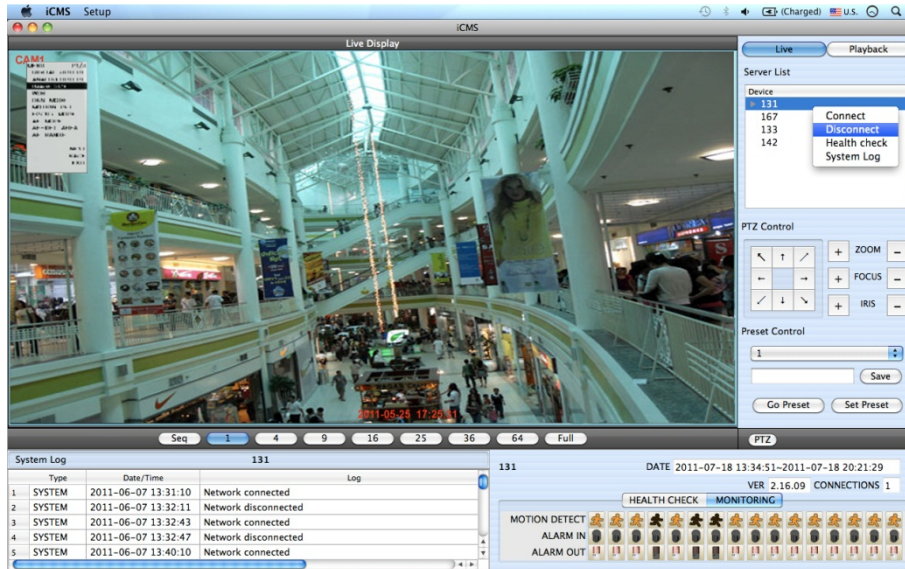 iCMS Setup (Charged) U.S.
iCMS
Live Display
CAM1
Live Playback
Server List
Device
131
167
133
142
Connect
Disconnect
Health check
System Log
PTZ Control
ZOOM
FOCUS
IRIS
Preset Control
1
Save
Go Preset Set Preset
2011-05-25 17:25:
Seq 1 4 9 16 25 36 64 Full
PTZ
System Log 131
Type Date/Time Log
1 SYSTEM 2011-06-07 13:31:10 Network connected
2 SYSTEM 2011-06-07 13:32:11 Network disconnected
3 SYSTEM 2011-06-07 13:32:43 Network connected
4 SYSTEM 2011-06-07 13:32:47 Network disconnected
5 SYSTEM 2011-06-07 13:40:10 Network connected
131 DATE 2011-07-18 13:34:51~2011-07-18 20:21:29
VER 2.16.09 CONNECTIONS 1
HEALTH CHECK MONITORING
MOTION DETECT
ALARM IN
ALARM OUT